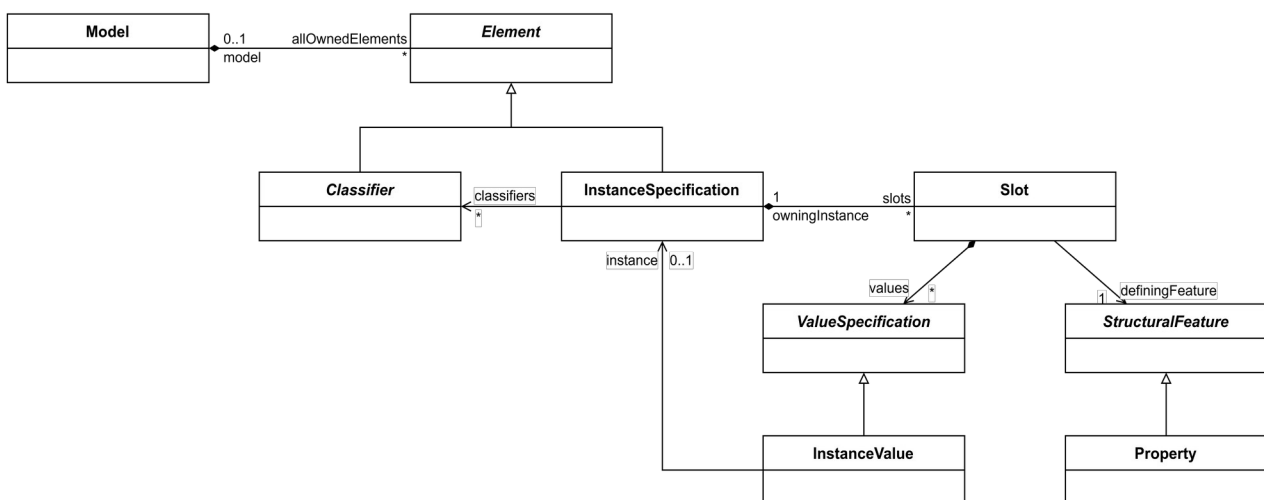 Model
Element
0..1
allOwnedElements
model
*
Classifier
InstanceSpecification
Slot
classifiers
*
1
slots
owningInstance
*
instance
0..1
values
*
1
definingFeature
ValueSpecification
StructuralFeature
InstanceValue
Property